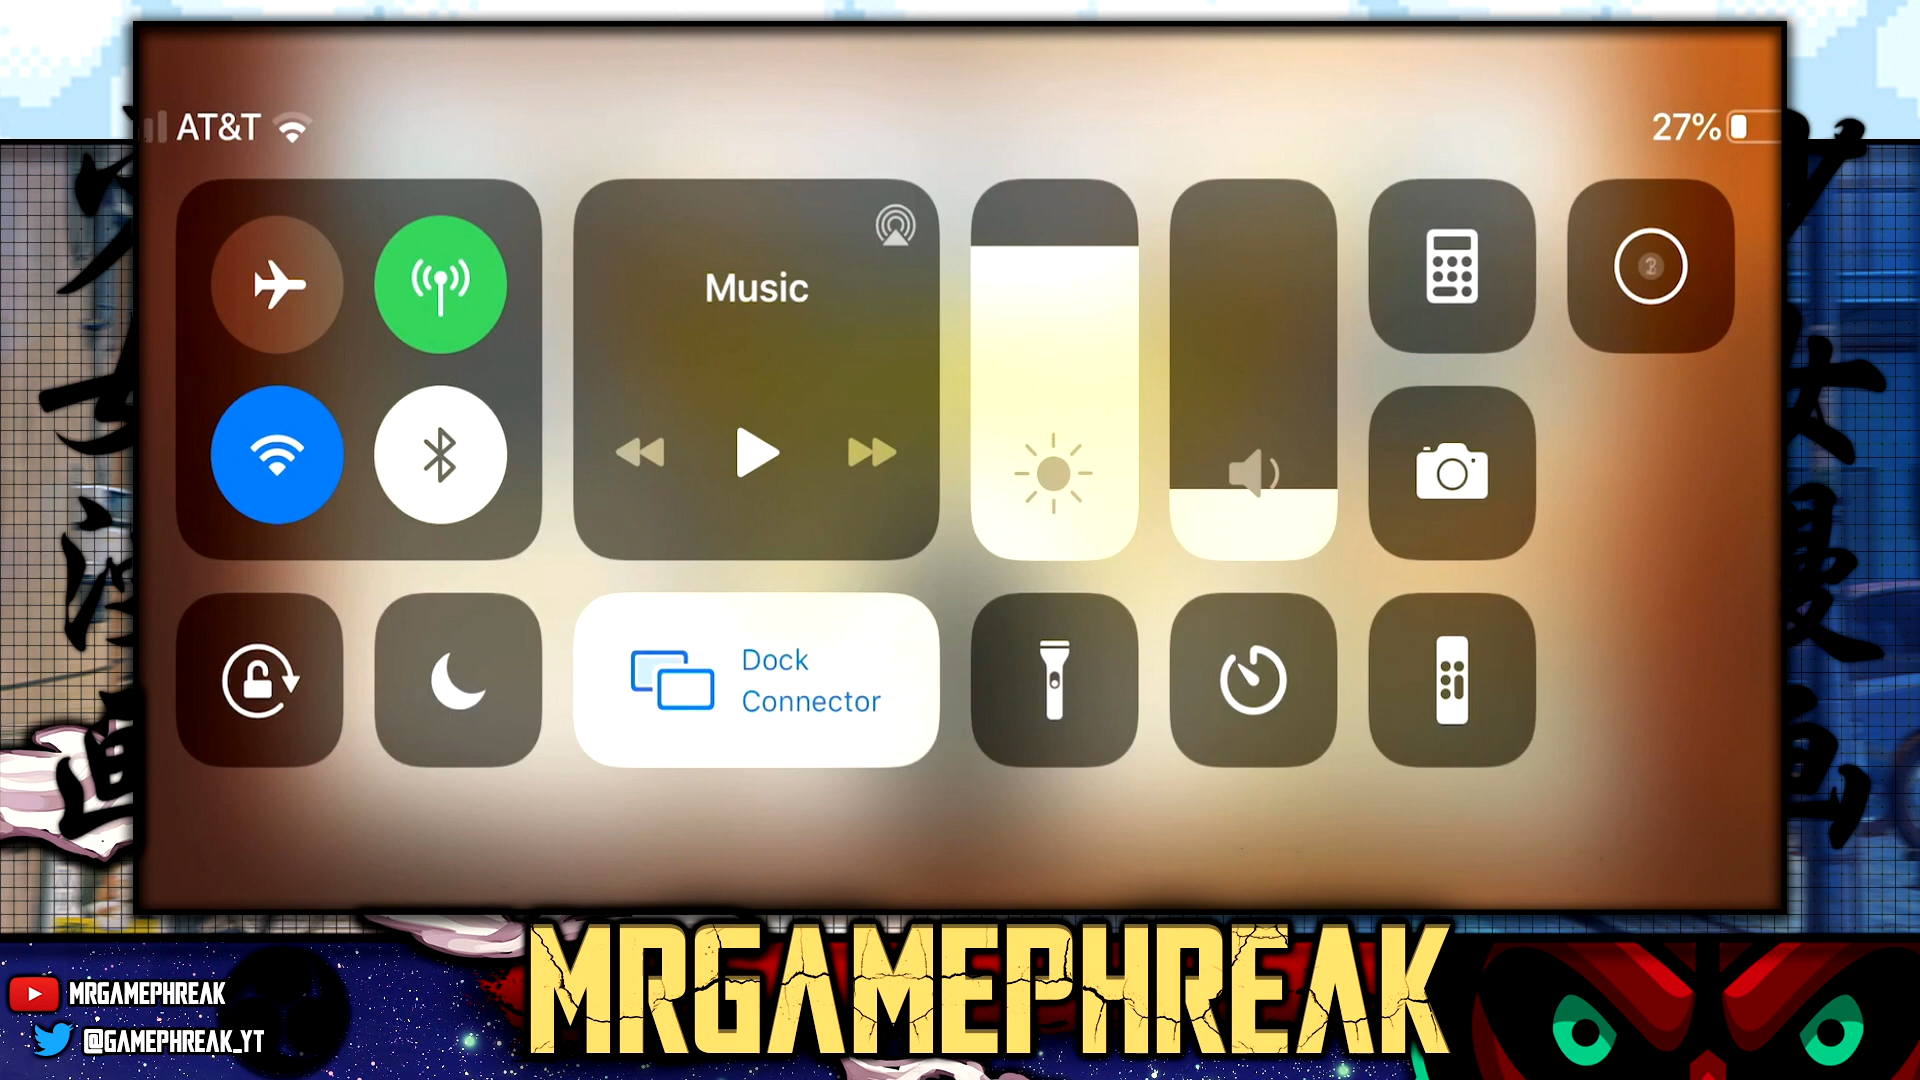 AT&T
27%
Music
Dock
Connector
MRGAMEPHREAK
MRGAMEPHREAK
@GAMEPHREAK_YT